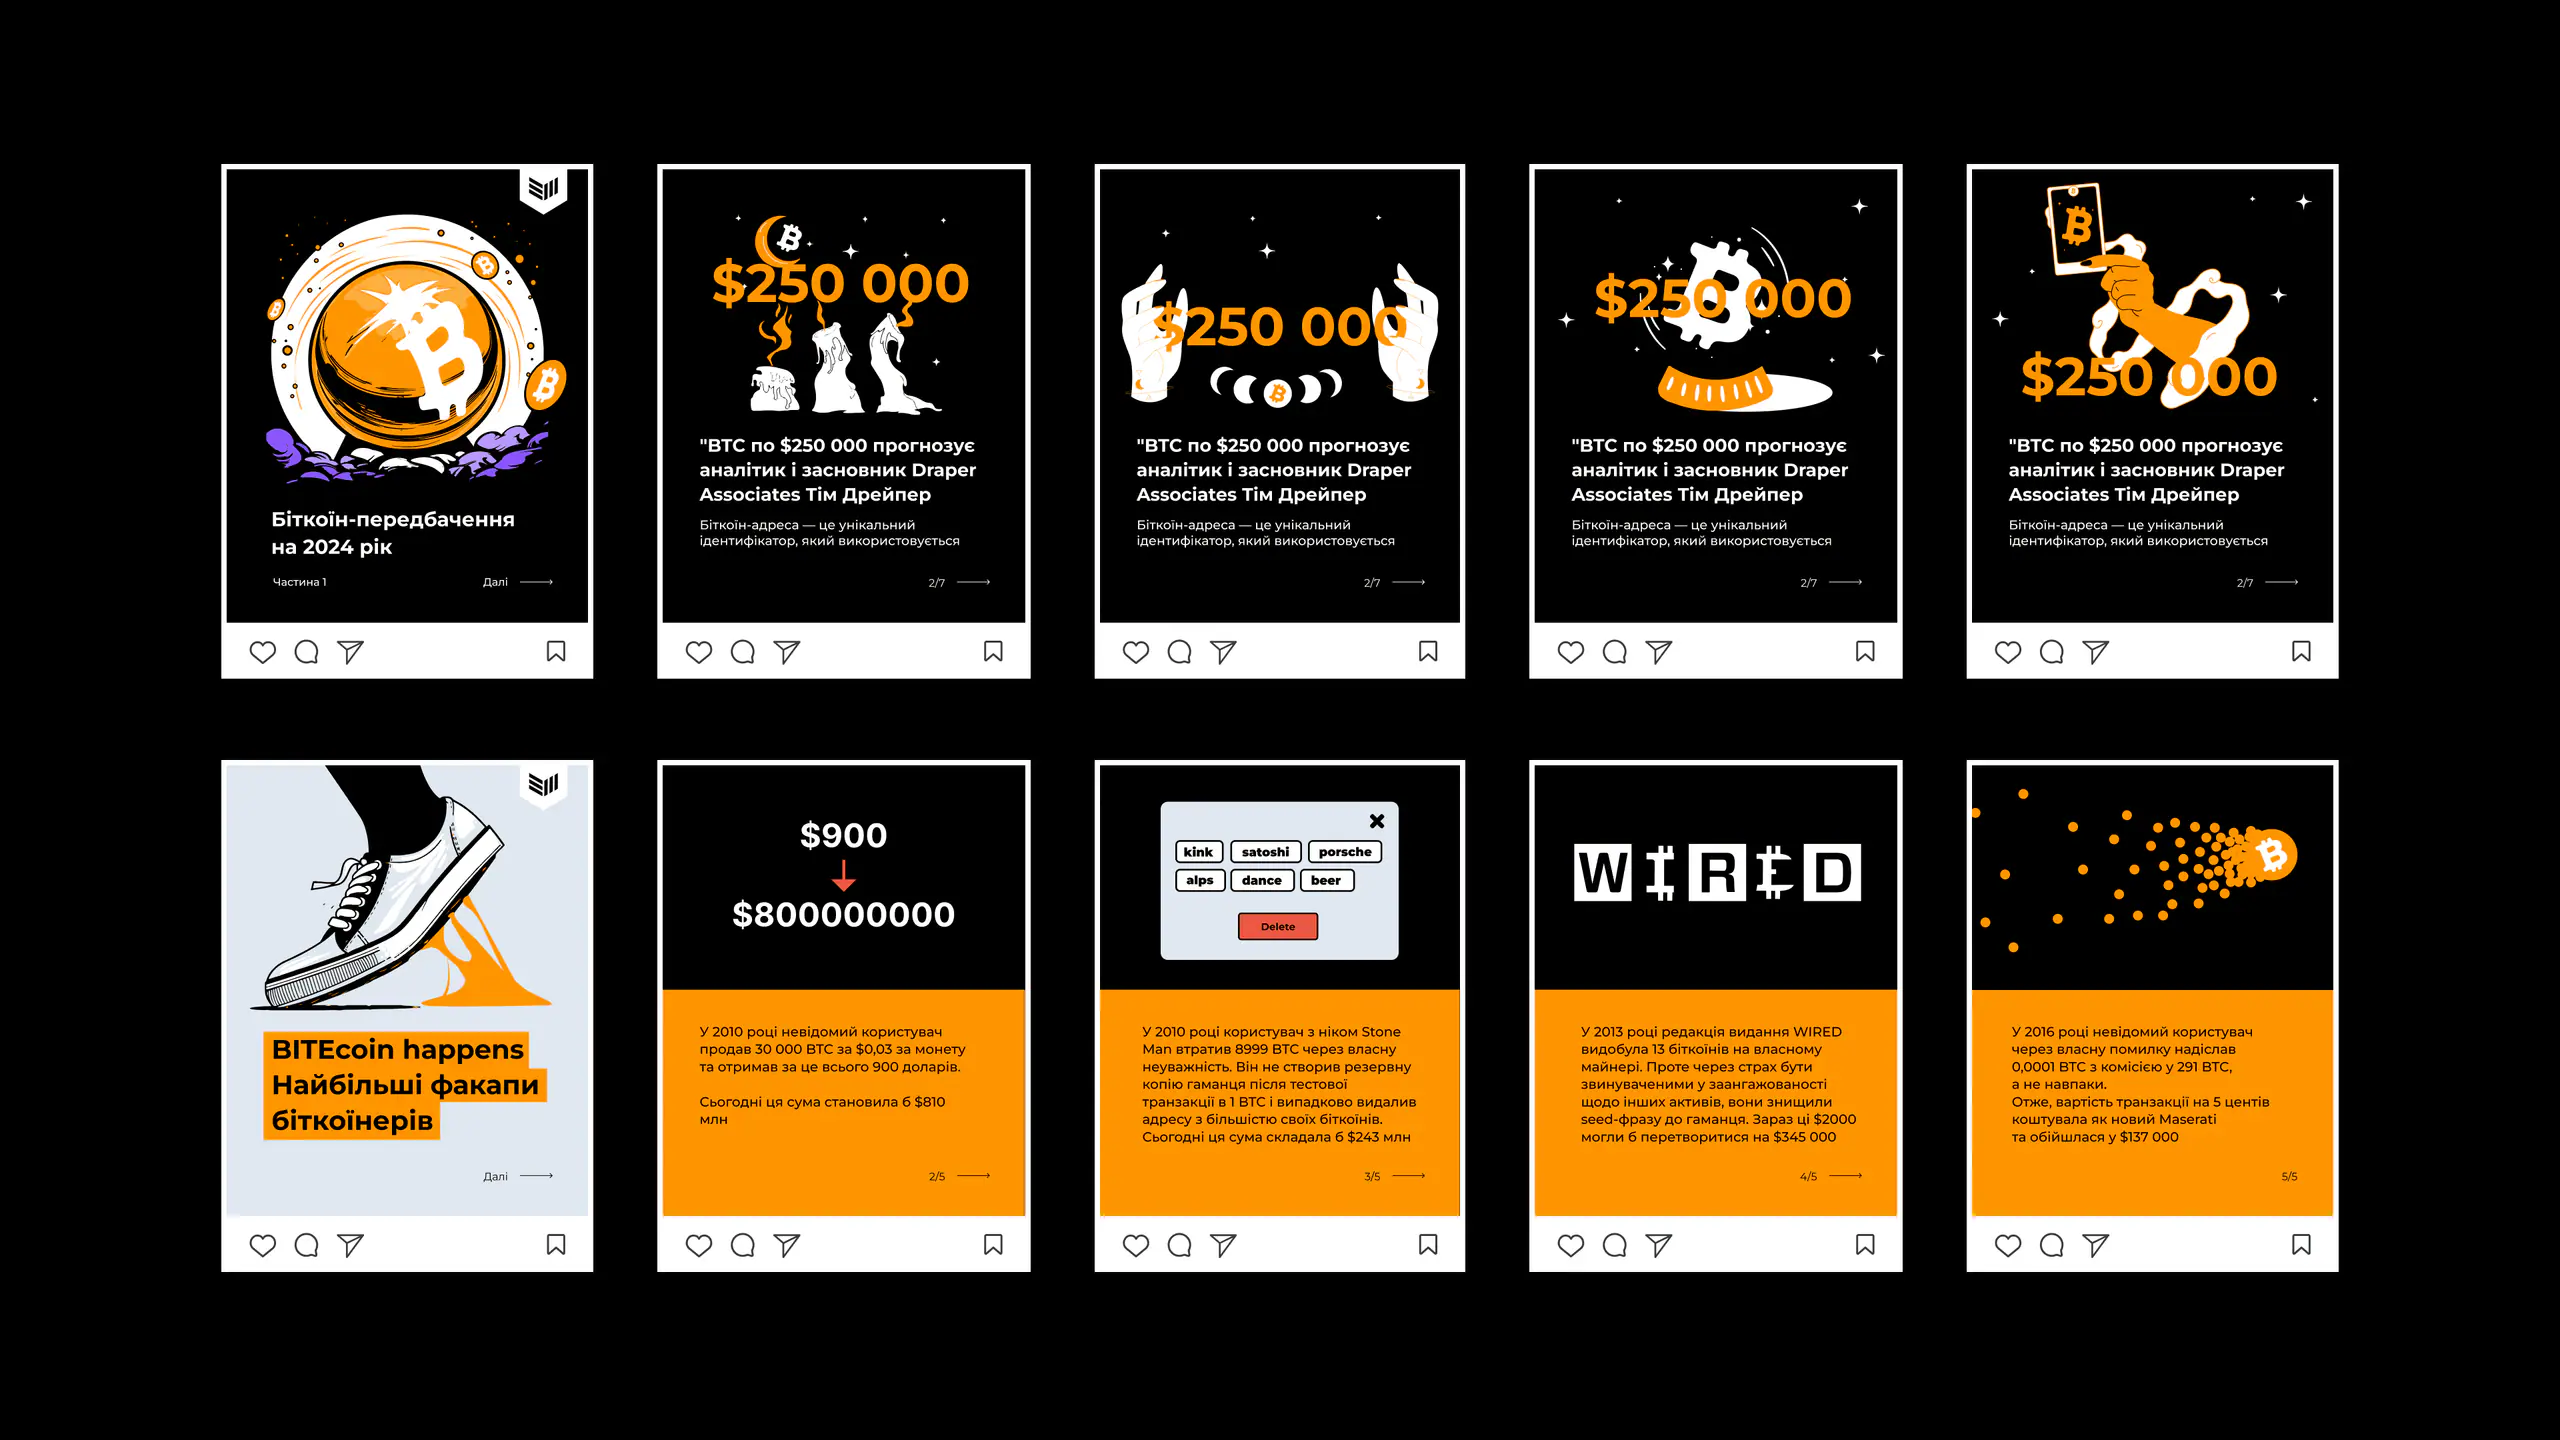 Біткоїн-передбачення
на 2024 рік
Частина 1
Далі
$250 000
"BTC по $250 000 прогнозує
аналітик і засновник Draper
Associates Тім Дрейпер
Біткоїн-адреса — це унікальний
ідентифікатор, який використовується
2/7
$250 000
"BTC по $250 000 прогнозує
аналітик і засновник Draper
Associates Тім Дрейпер
Біткоїн-адреса — це унікальний
ідентифікатор, який використовується
2/7
$250 000
"BTC по $250 000 прогнозує
аналітик і засновник Draper
Associates Тім Дрейпер
Біткоїн-адреса — це унікальний
ідентифікатор, який використовується
2/7
$250 000
"BTC по $250 000 прогнозує
аналітик і засновник Draper
Associates Тім Дрейпер
Біткоїн-адреса — це унікальний
ідентифікатор, який використовується
2/7
BITEcoin happens
Найбільші факапи
біткоїнерів
Далі
$900
$800000000
У 2010 році невідомий користувач
продав 30 000 BTC за $0,03 за монету
та отримав за це всього 900 доларів.
Сьогодні ця сума становила б $810
млн
2/5
kink satoshi porsche
alps dance beer
Delete
У 2010 році користувач з ніком Stone
Man втратив 8999 BTC через власну
неуважність. Він не створив резервну
копію гаманця після тестової
транзакції в 1 BTC і випадково видалив
адресу з більшістю своїх біткоїнів.
Сьогодні ця сума складала б $243 млн
3/5
WIRED
У 2013 році редакція видання WIRED
видобула 13 біткоїнів на власному
майнері. Проте через страх бути
звинуваченими у заангажованості
щодо інших активів, вони знищили
seed-фразу до гаманця. Зараз ці $2000
могли б перетворитися на $345 000
4/5
У 2016 році невідомий користувач
через власну помилку надіслав
0,0001 BTC з комісією у 291 BTC,
а не навпаки.
Отже, вартість транзакції на 5 центів
коштувала як новий Maserati
та обійшлася у $137 000
5/5